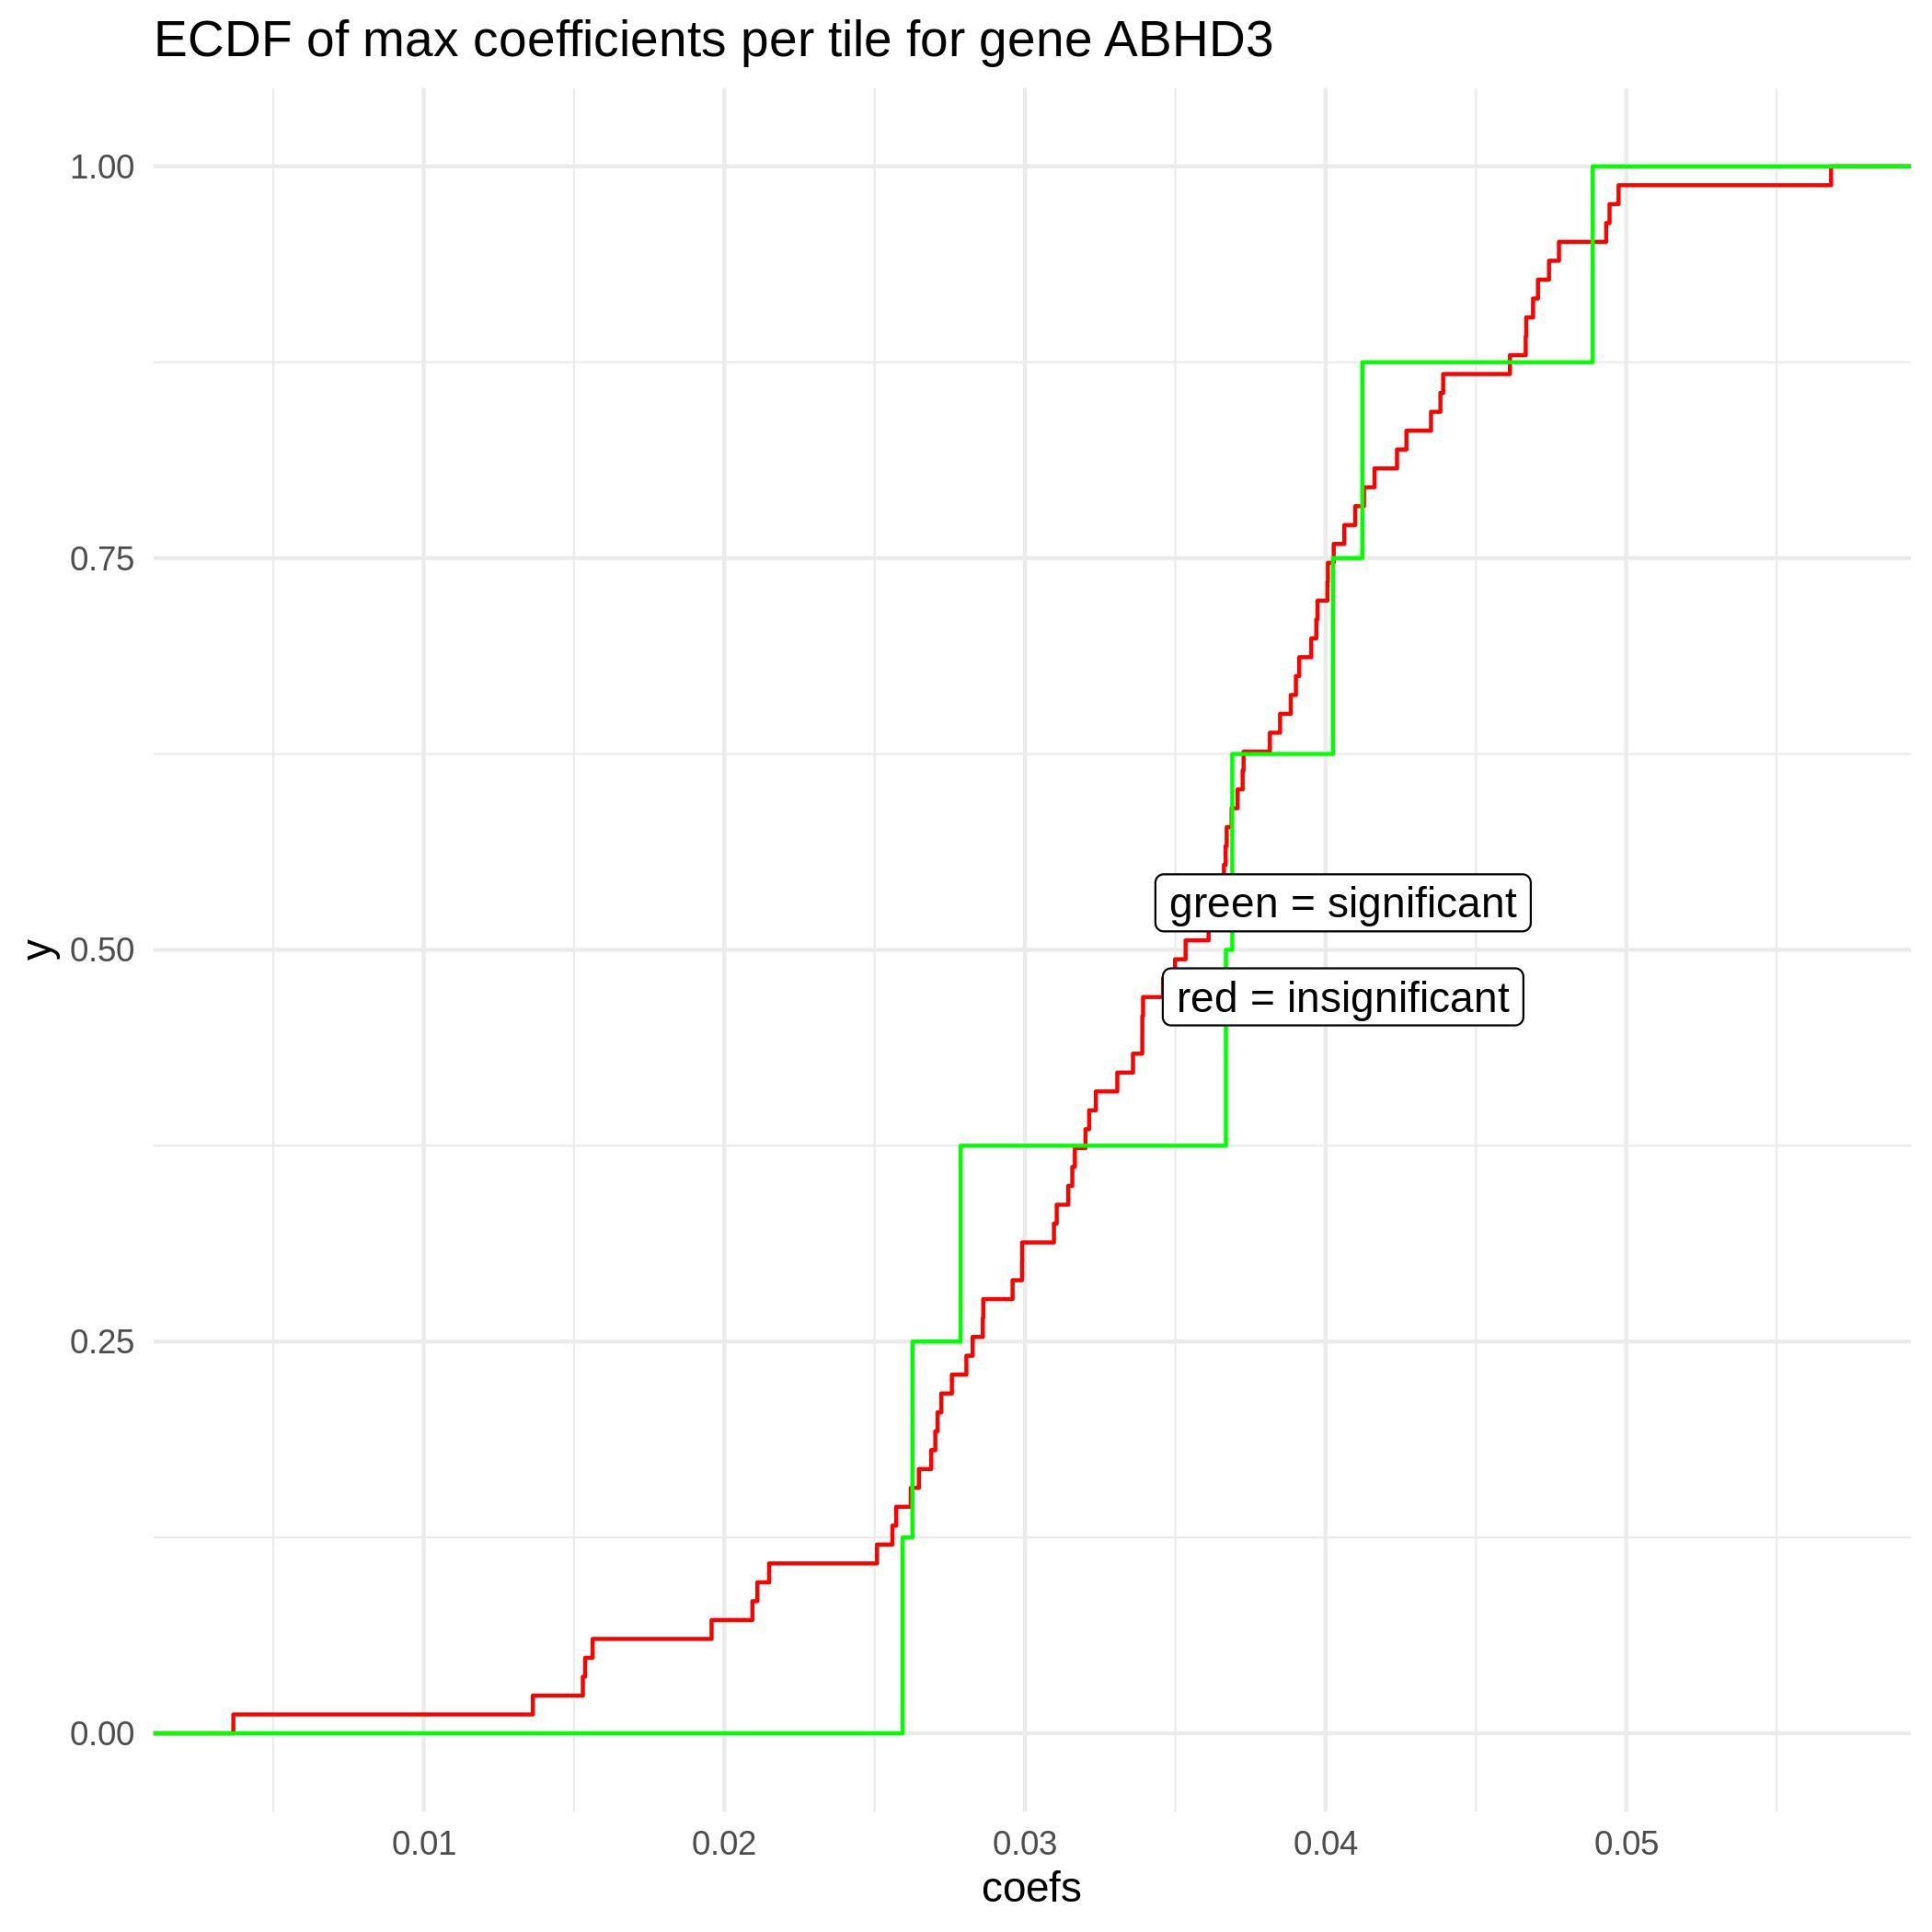 ECDF of max coefficients per tile for gene ABHD3
1.00
0.75
0.50
0.25
0.00
y
green = significant
red = insignificant
0.01 0.02 0.03 0.04 0.05
coefs